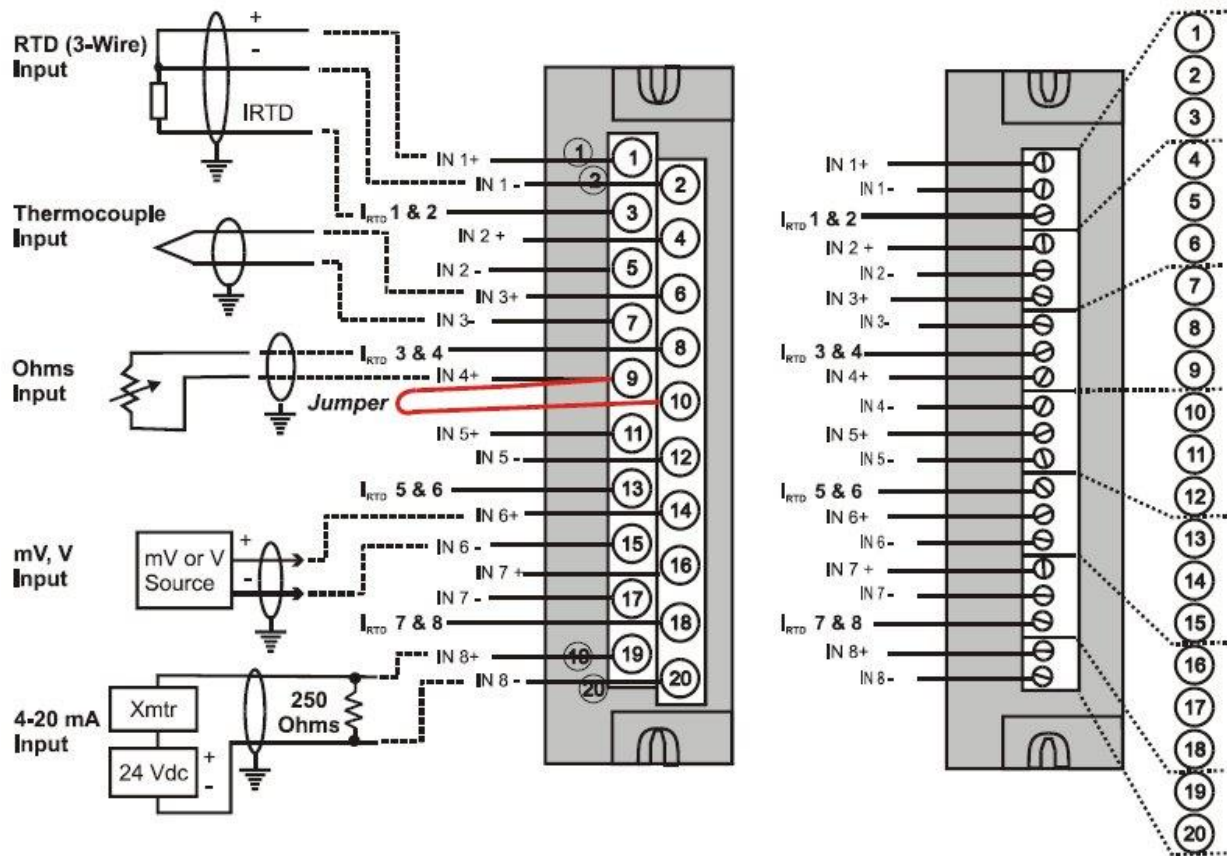 RTD (3-Wire)
Input
+
-
IRTD
Thermocouple
Input
Ohms
Input
Jumper
mV, V
Input
mV or V
Source
+
-
4-20 mA
Input
Xmtr
24 Vdc
+
-
250
Ohms
IN 1+
IN 1 -
IRTD 1 & 2
IN 2 +
IN 2 -
IN 3+
IN 3-
IRTD 3 & 4
IN 4+
IN 5+
IN 5 -
IRTD 5 & 6
IN 6+
IN 6 -
IN 7 +
IN 7 -
IRTD 7 & 8
IN 8+
IN 8 -
1
2
19
20
1
2
3
4
5
6
7
8
9
10
11
12
13
14
15
16
17
18
19
20
IN 1+
IN 1-
IRTD 1 & 2
IN 2 +
IN 2-
IN 3+
IN 3-
IRTD 3 & 4
IN 4+
IN 4-
IN 5+
IN 5-
IRTD 5 & 6
IN 6+
IN 6-
IN 7 +
IN 7-
IRTD 7 & 8
IN 8+
IN 8-
1
2
3
4
5
6
7
8
9
10
11
12
13
14
15
16
17
18
19
20